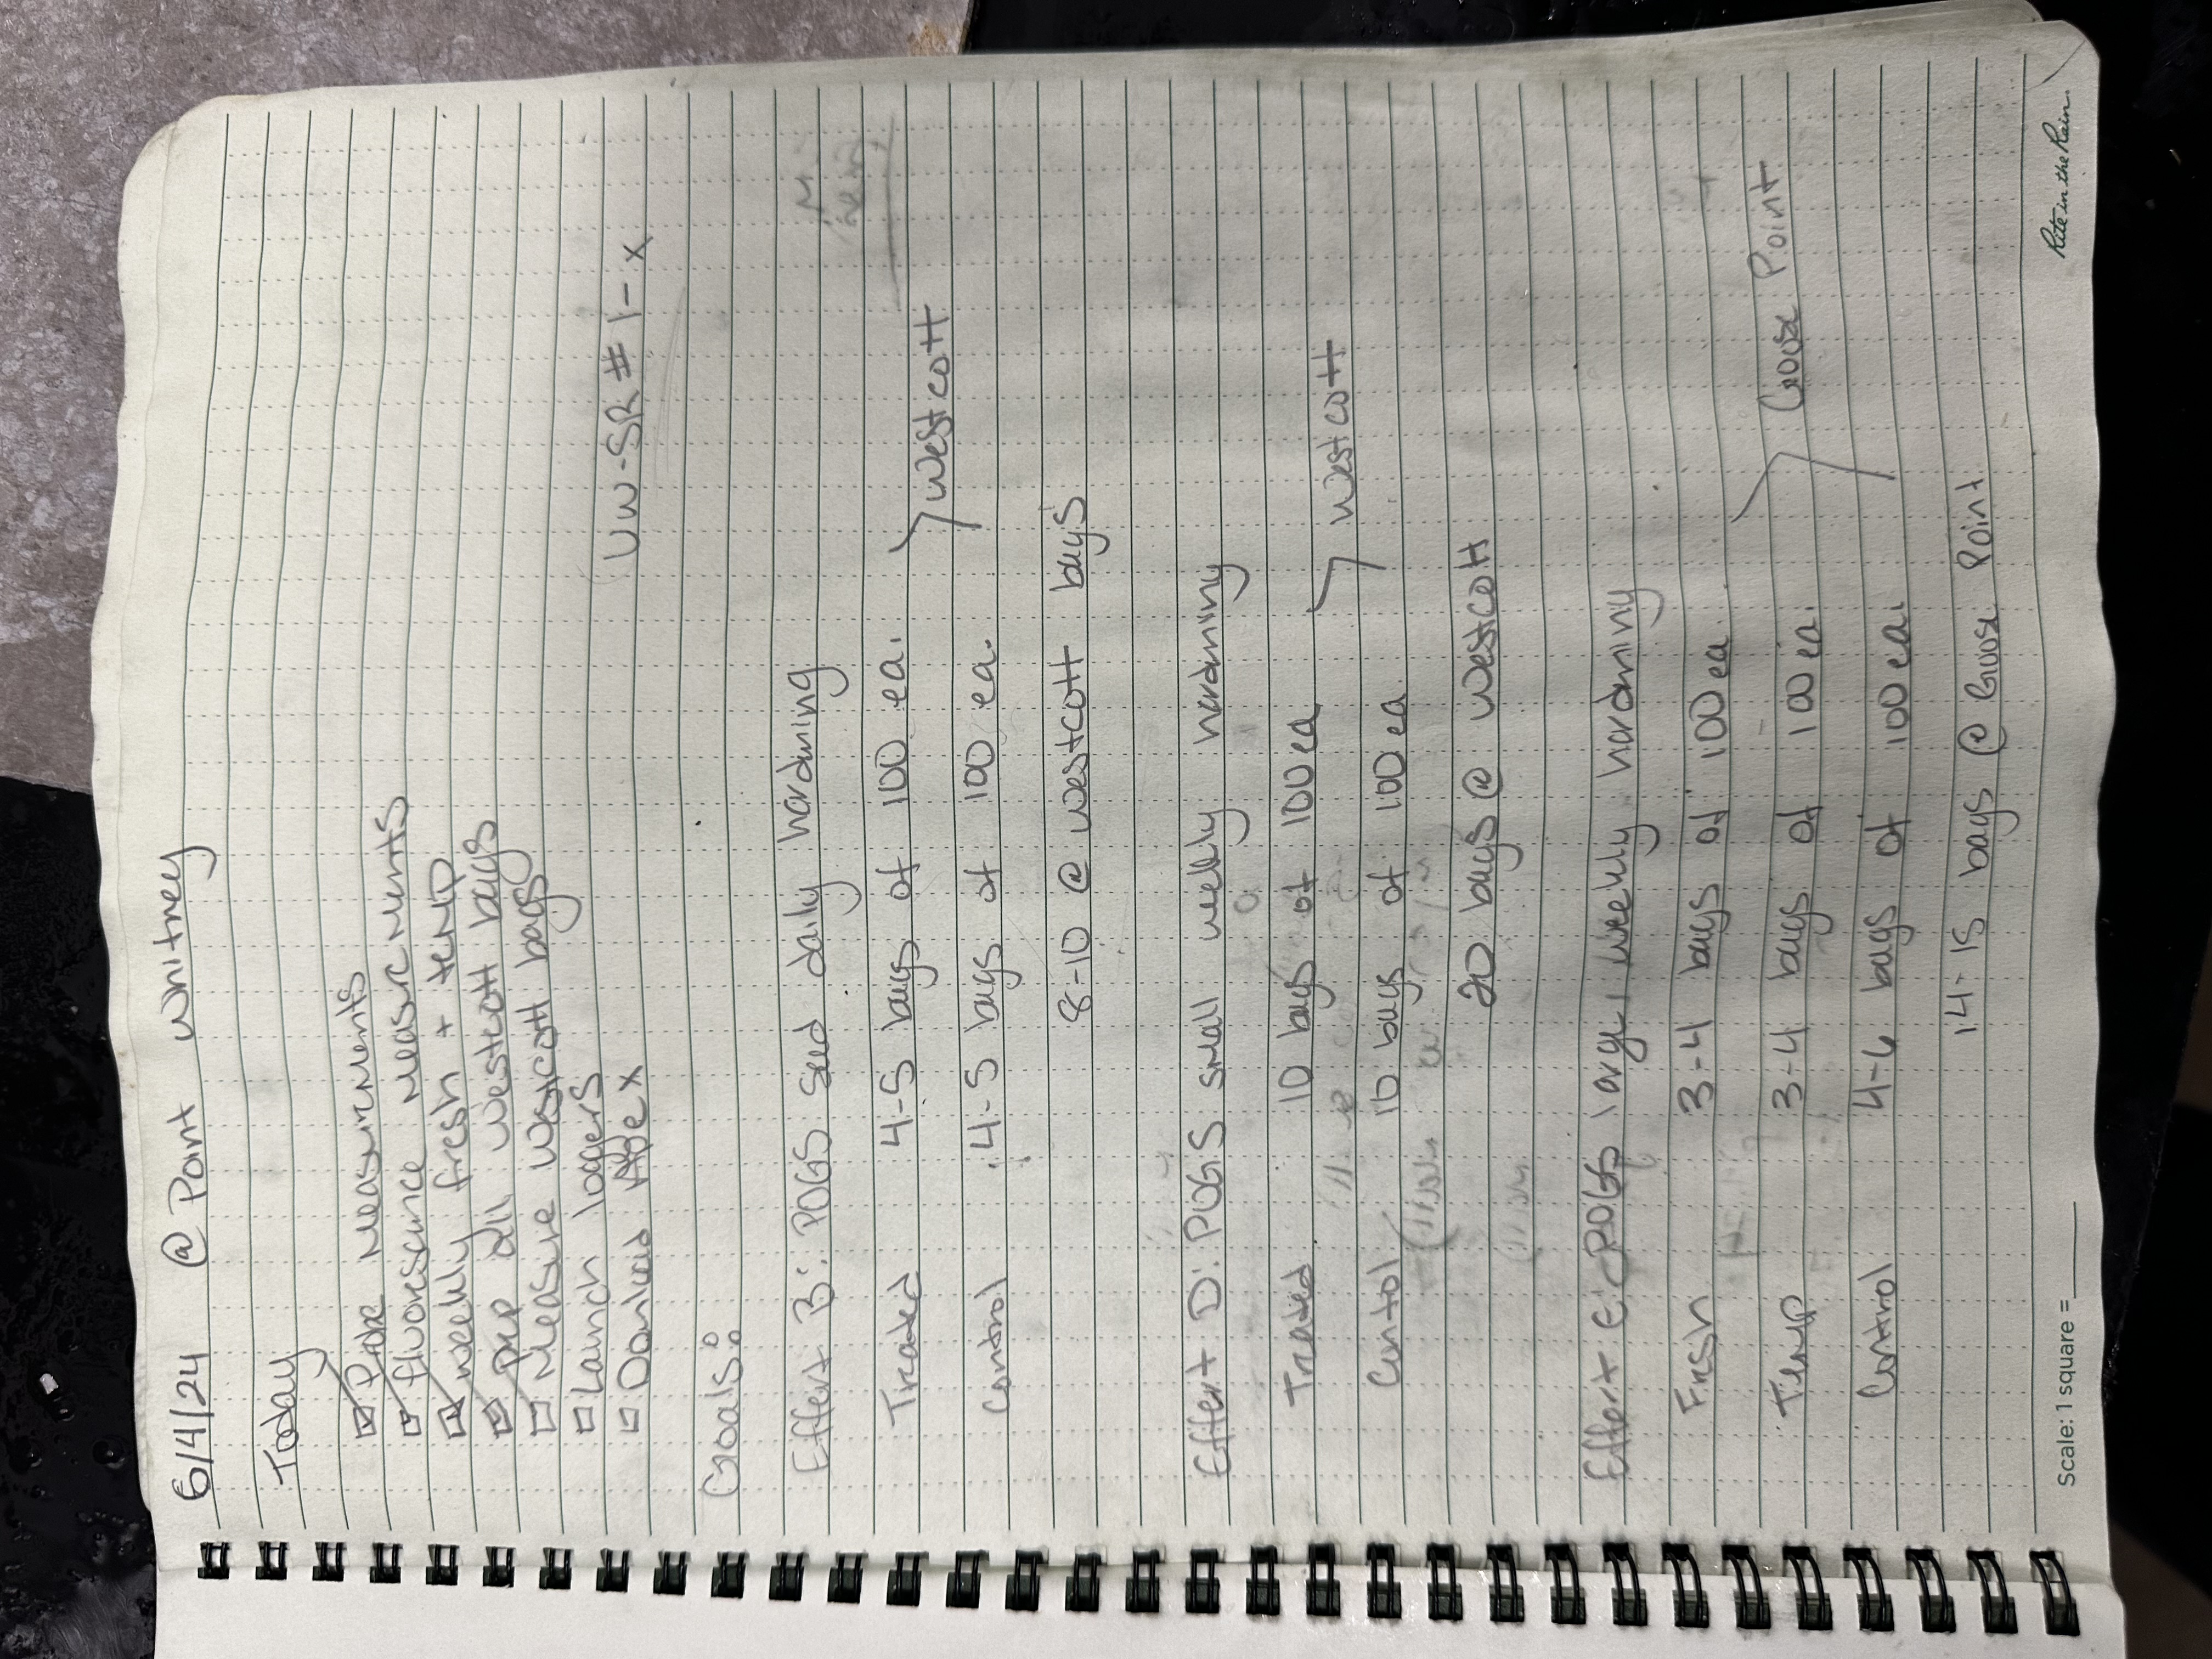 6/4/24 @ Point Whitney
Today
Probe Measurments
fluorescence Measurements
weekly fresh + temp
prep all Westcott bags
Measure Westcott bags
Launch loggers
Download Apex
UW-SR # 1- x
Goals:
Effort B: POGS seed daily hardening
Treated 4-5 bags of 100 ea.
Westcott
Control 4-5 bags of 100 ea.
8-10 @ westcott bags
Effort D: POGS small weekly hardening
Treated 10 bags of 100 ea
Westcott
Control 10 bags of 100 ea
20 bags @ Westcott
Effort E: POGS large, weekly hardening
Fresh 3-4 bags of 100 ea
Temp 3-4 bags of 100 ea.
Goose Point
Control 4-6 bags of 100 ea.
14-15 bags @ Goose Point
Scale: 1 square =
Rite in the Rain.